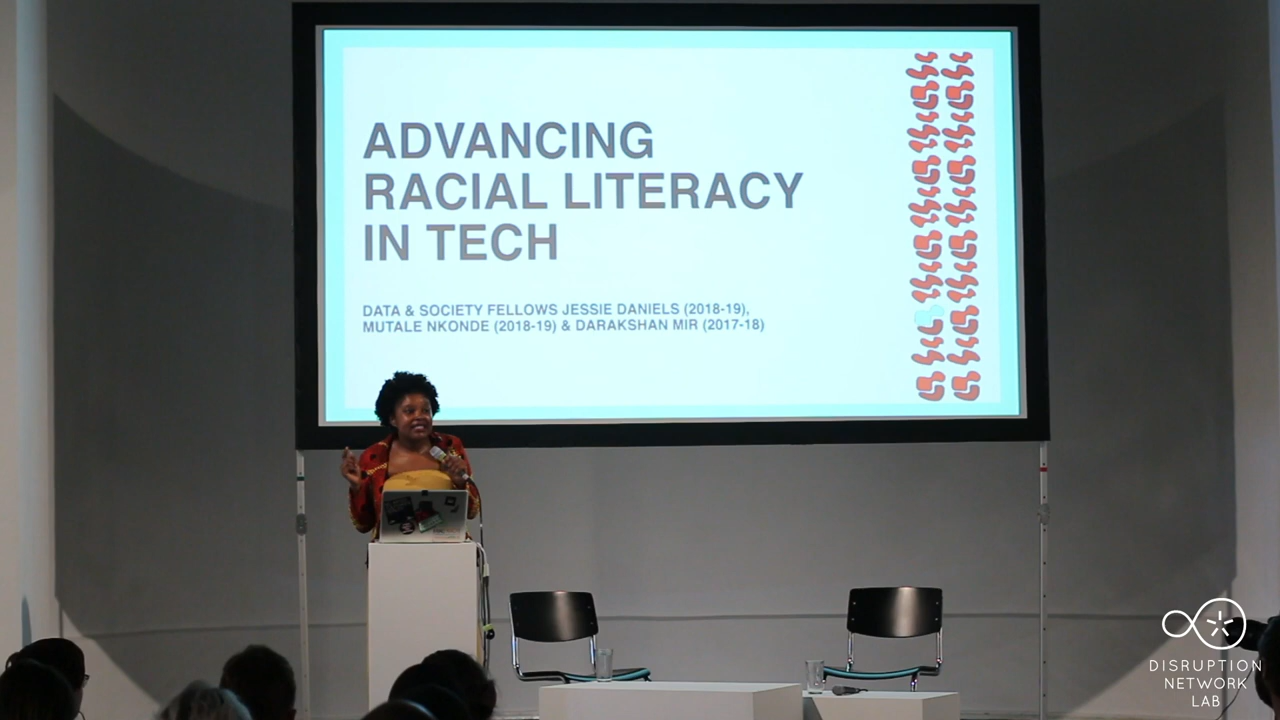 ADVANCING
RACIAL LITERACY
IN TECH
DATA & SOCIETY FELLOWS JESSIE DANIELS (2018-19),
MUTALE NKONDE (2018-19) & DARAKSHAN MIR (2017-18)
DISRUPTION
NETWORK
LAB